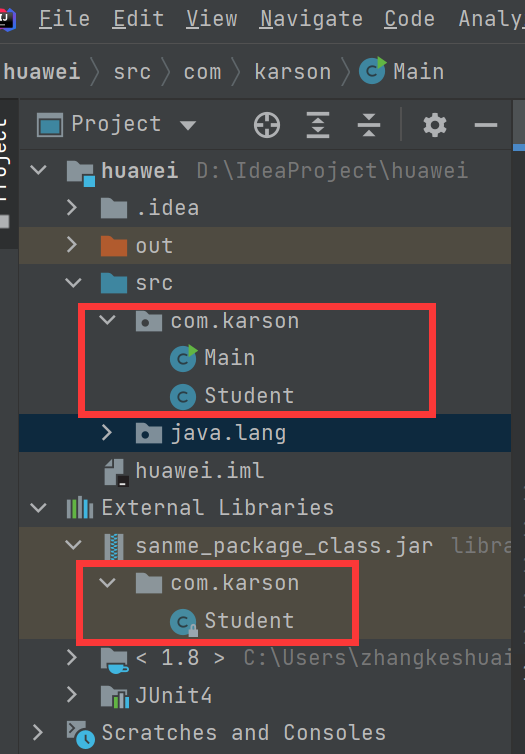 File Edit View Navigate Code Analy
huawei src com karson Main
Project
Project
huawei D:\IdeaProject\huawei
.idea
out
src
com.karson
Main
Student
java.lang
huawei.iml
External Libraries
sanme_package_class.jar libra
com.karson
Student
< 1.8 > C:\Users\zhangkeshuai
JUnit4
Scratches and Consoles